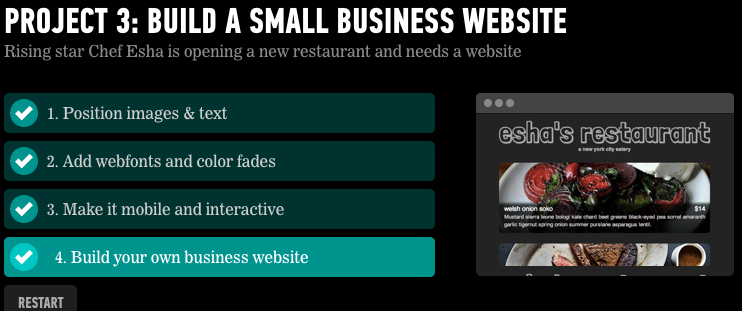 PROJECT 3: BUILD A SMALL BUSINESS WEBSITE
Rising star Chef Esha is opening a new restaurant and needs a website
1. Position images & text
2. Add webfonts and color fades
3. Make it mobile and interactive
4. Build your own business website
RESTART
esha's restaurant
a new york city eatery
welsh onion soko $14
Mustard sierra leone bologi kale chard beet greens black-eyed pea sorrel amaranth
garlic tigernut spring onion summer purslane asparagus lentil.